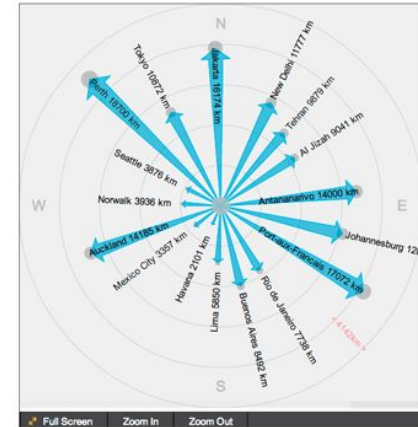 N
Jakarta 16174 km
New Delhi 11777 km
Tokyo 10872 km
Tehran 9879 km
Perth 18700 km
Al Jizah 9041 km
Seattle 3876 km
Norwalk 3936 km
Antananarivo 14000 km
W
E
Auckland 14185 km
Johannesburg 12
Port-aux-Francais 17072 km
Mexico City 3357 km
Havana 2101 km
Lima 5850 km
Buenos Aires 8492 km
Rio de Janeiro 7738 km
<4142km>
S
Full Screen Zoom In Zoom Out